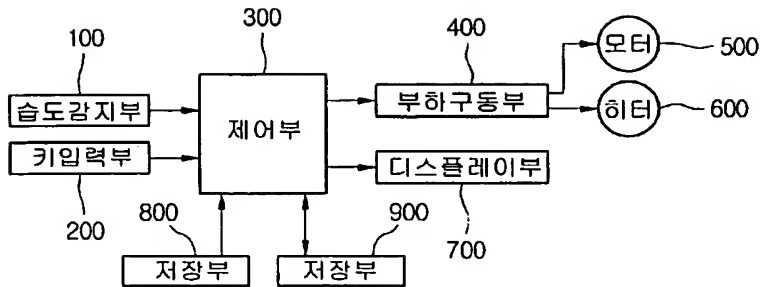 100
300
400
모터
500
습도감지부
제어부
부하구동부
히터
600
키입력부
디스플레이부
200
800
900
700
저장부
저장부